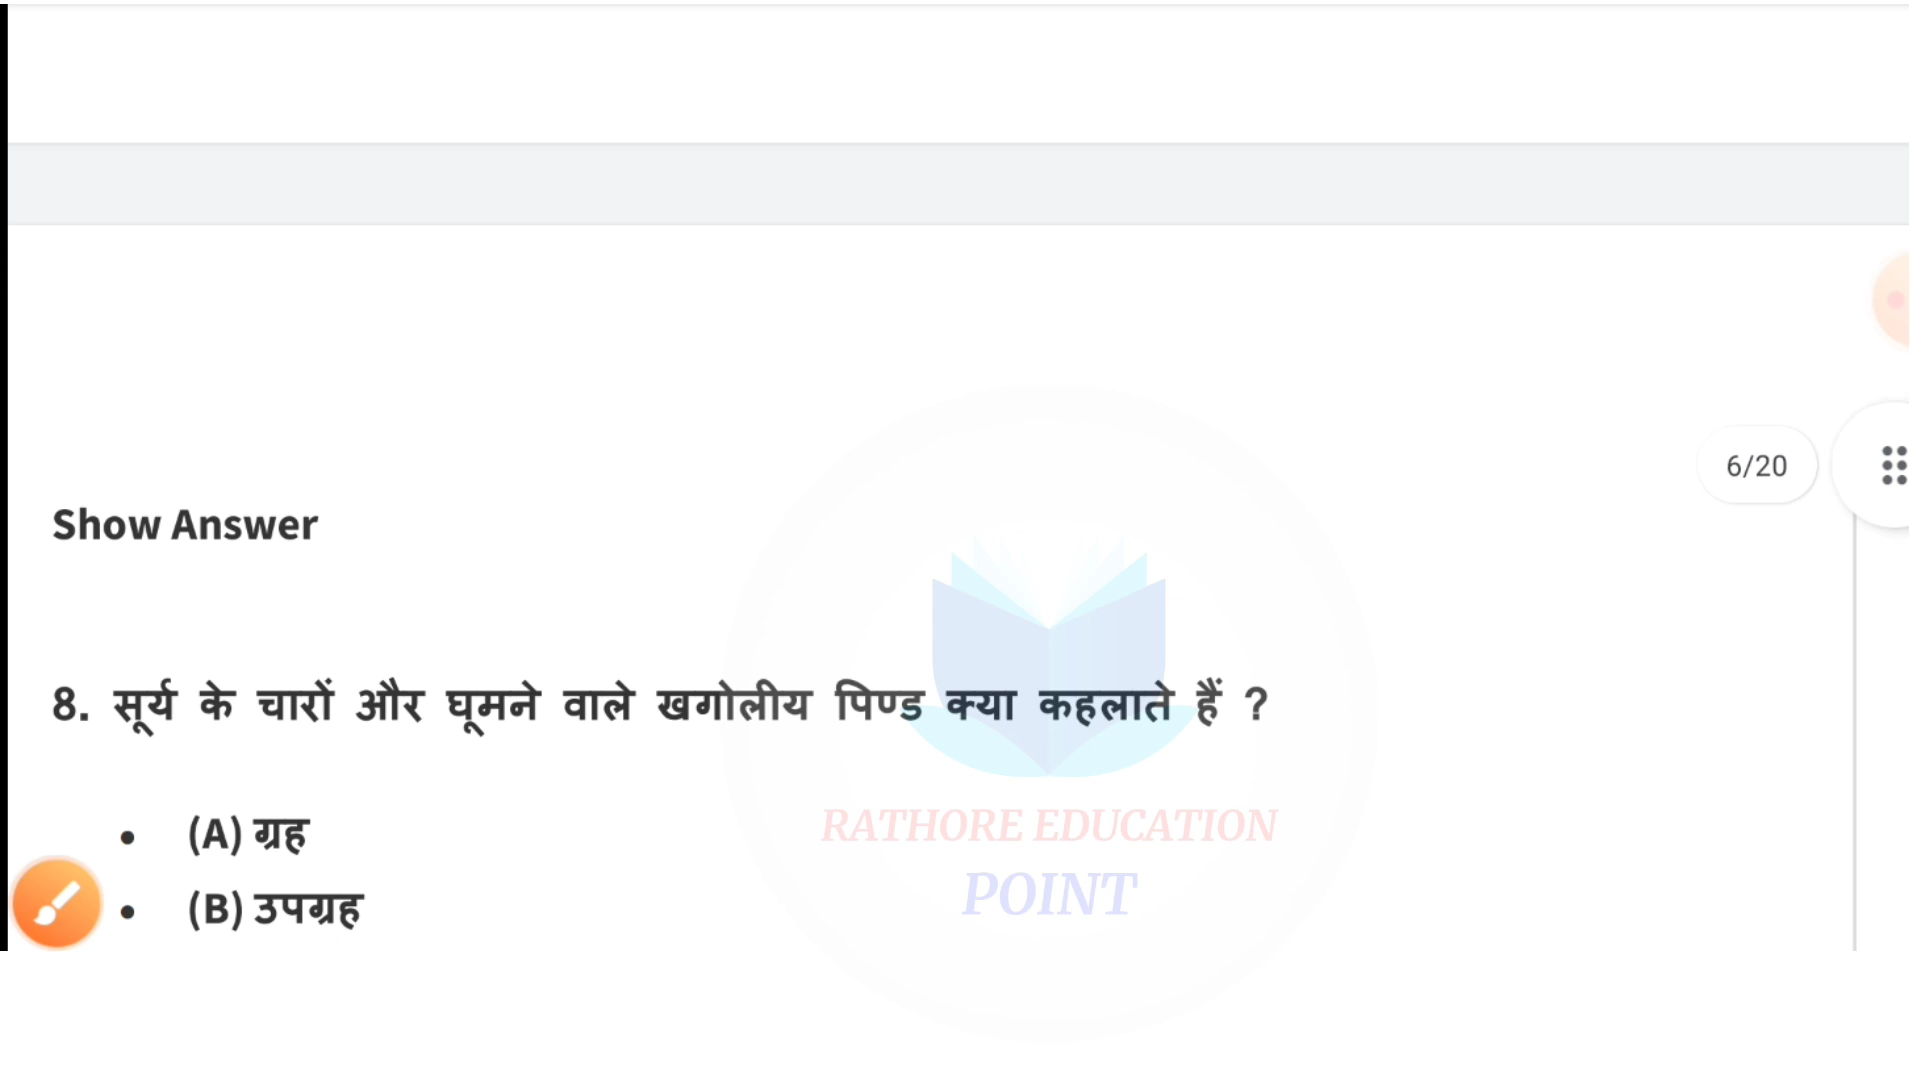 6/20
Show Answer
8. सूर्य के चारों और घूमने वाले खगोलीय पिण्ड क्या कहलाते हैं ?
• (A) ग्रह
RATHORE EDUCATION
POINT
• (B) उपग्रह